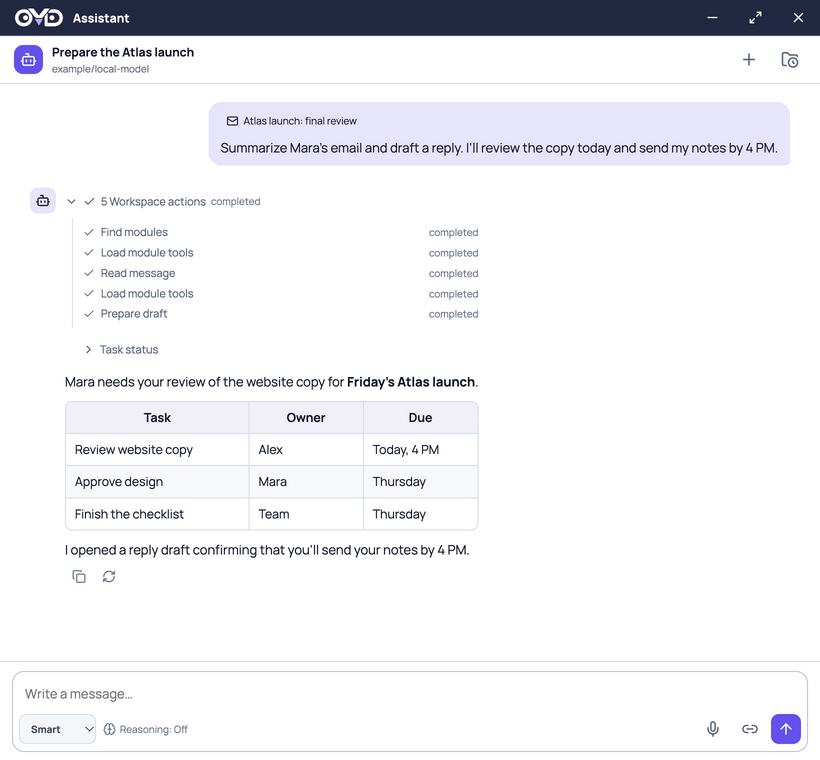 OVD Assistant
Prepare the Atlas launch
example/local-model
Atlas launch: final review
Summarize Mara's email and draft a reply. I'll review the copy today and send my notes by 4 PM.
5 Workspace actions completed
Find modules completed
Load module tools completed
Read message completed
Load module tools completed
Prepare draft completed
Task status
Mara needs your review of the website copy for Friday's Atlas launch.
Task Owner Due
Review website copy Alex Today, 4 PM
Approve design Mara Thursday
Finish the checklist Team Thursday
I opened a reply draft confirming that you'll send your notes by 4 PM.
Write a message...
Smart Reasoning: Off